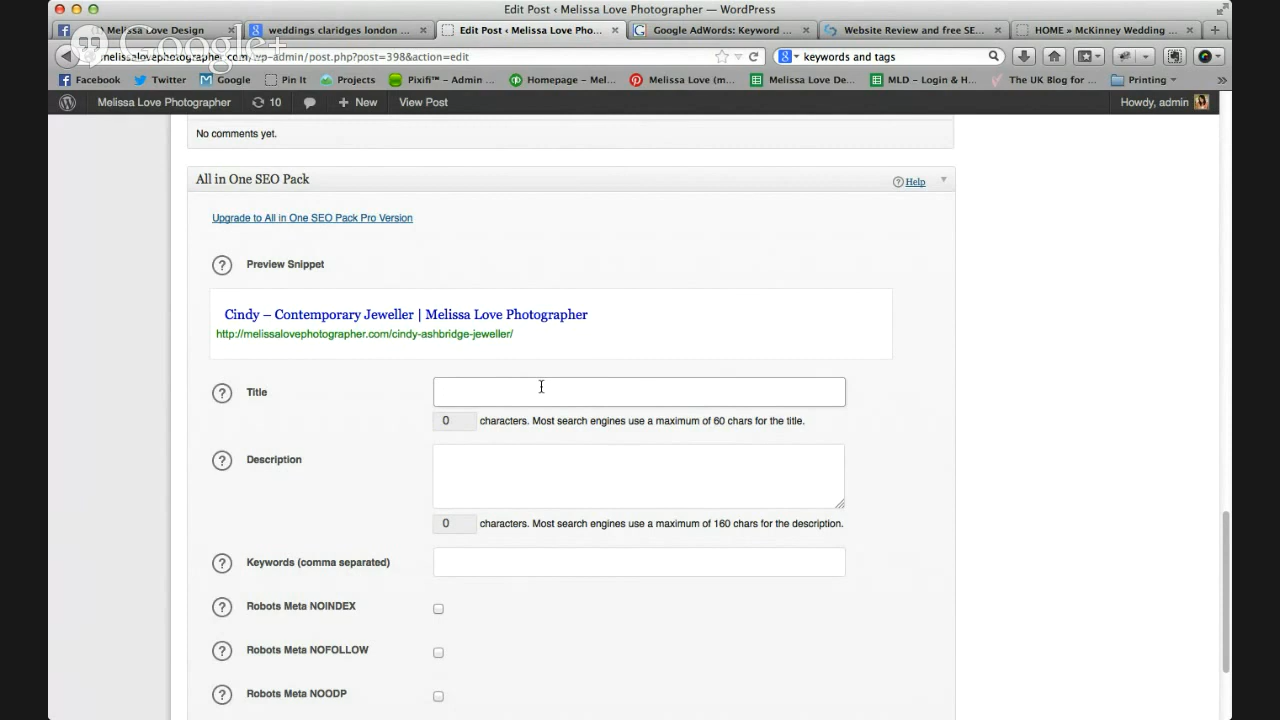 Edit Post ‹ Melissa Love Photographer — WordPress
Melissa Love Design
weddings claridges london ...
Edit Post ‹ Melissa Love Pho...
Google AdWords: Keyword ...
Website Review and free SE...
HOME » McKinney Wedding ...
Google+
melissalovephotographer.com/wp-admin/post.php?post=398&action=edit
keywords and tags
Facebook
Twitter
Google
Pin It
Projects
Pixifi™ – Admin ...
Homepage – Mel...
Melissa Love (m...
Melissa Love De...
MLD – Login & H...
The UK Blog for ...
Printing
Melissa Love Photographer
10
New
View Post
Howdy, admin
No comments yet.
All in One SEO Pack
Help
Upgrade to All in One SEO Pack Pro Version
Preview Snippet
Cindy – Contemporary Jeweller | Melissa Love Photographer
http://melissalovephotographer.com/cindy-ashbridge-jeweller/
Title
0 characters. Most search engines use a maximum of 60 chars for the title.
Description
0 characters. Most search engines use a maximum of 160 chars for the description.
Keywords (comma separated)
Robots Meta NOINDEX
Robots Meta NOFOLLOW
Robots Meta NOODP